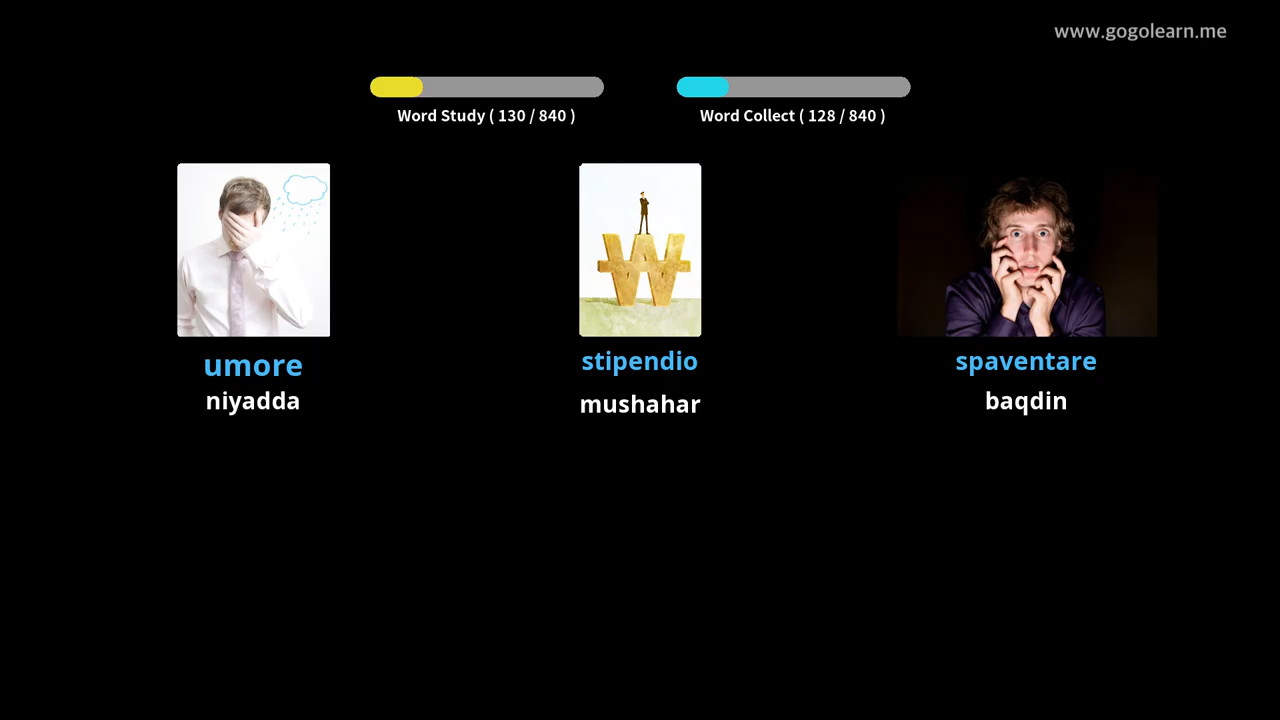 www.gogolearn.me
Word Study ( 130 / 840 )
Word Collect ( 128 / 840 )
umore
niyadda
stipendio
mushahar
spaventare
baqdin